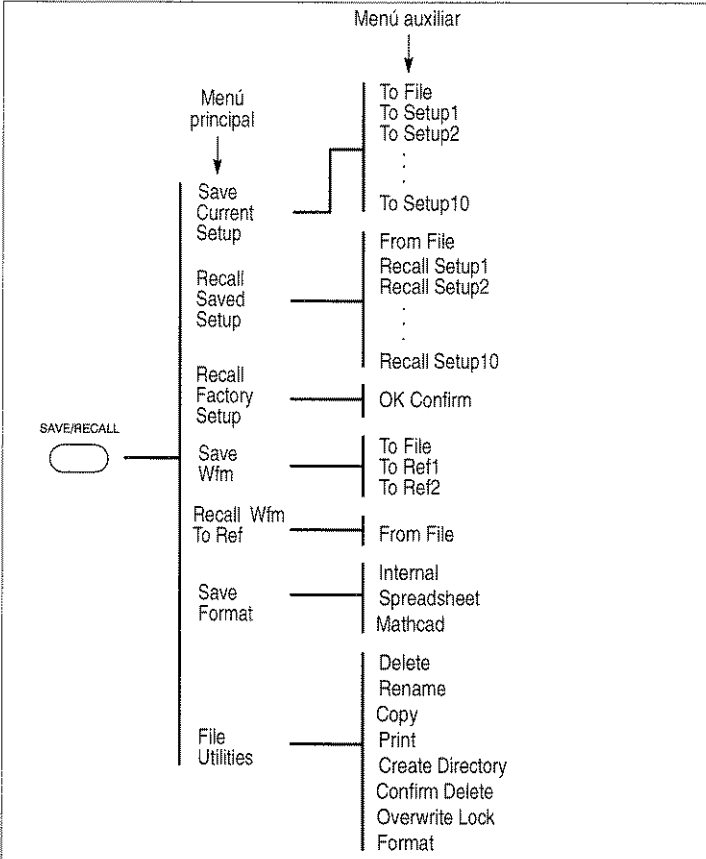 Menú auxiliar
Menú
principal
SAVE/RECALL
Save
Current
Setup
To File
To Setup1
To Setup2
.
.
.
To Setup10
Recall
Saved
Setup
From File
Recall Setup1
Recall Setup2
.
.
.
Recall Setup10
Recall
Factory
Setup
OK Confirm
Save
Wfm
To File
To Ref1
To Ref2
Recall Wfm
To Ref
From File
Save
Format
Internal
Spreadsheet
Mathcad
File
Utilities
Delete
Rename
Copy
Print
Create Directory
Confirm Delete
Overwrite Lock
Format